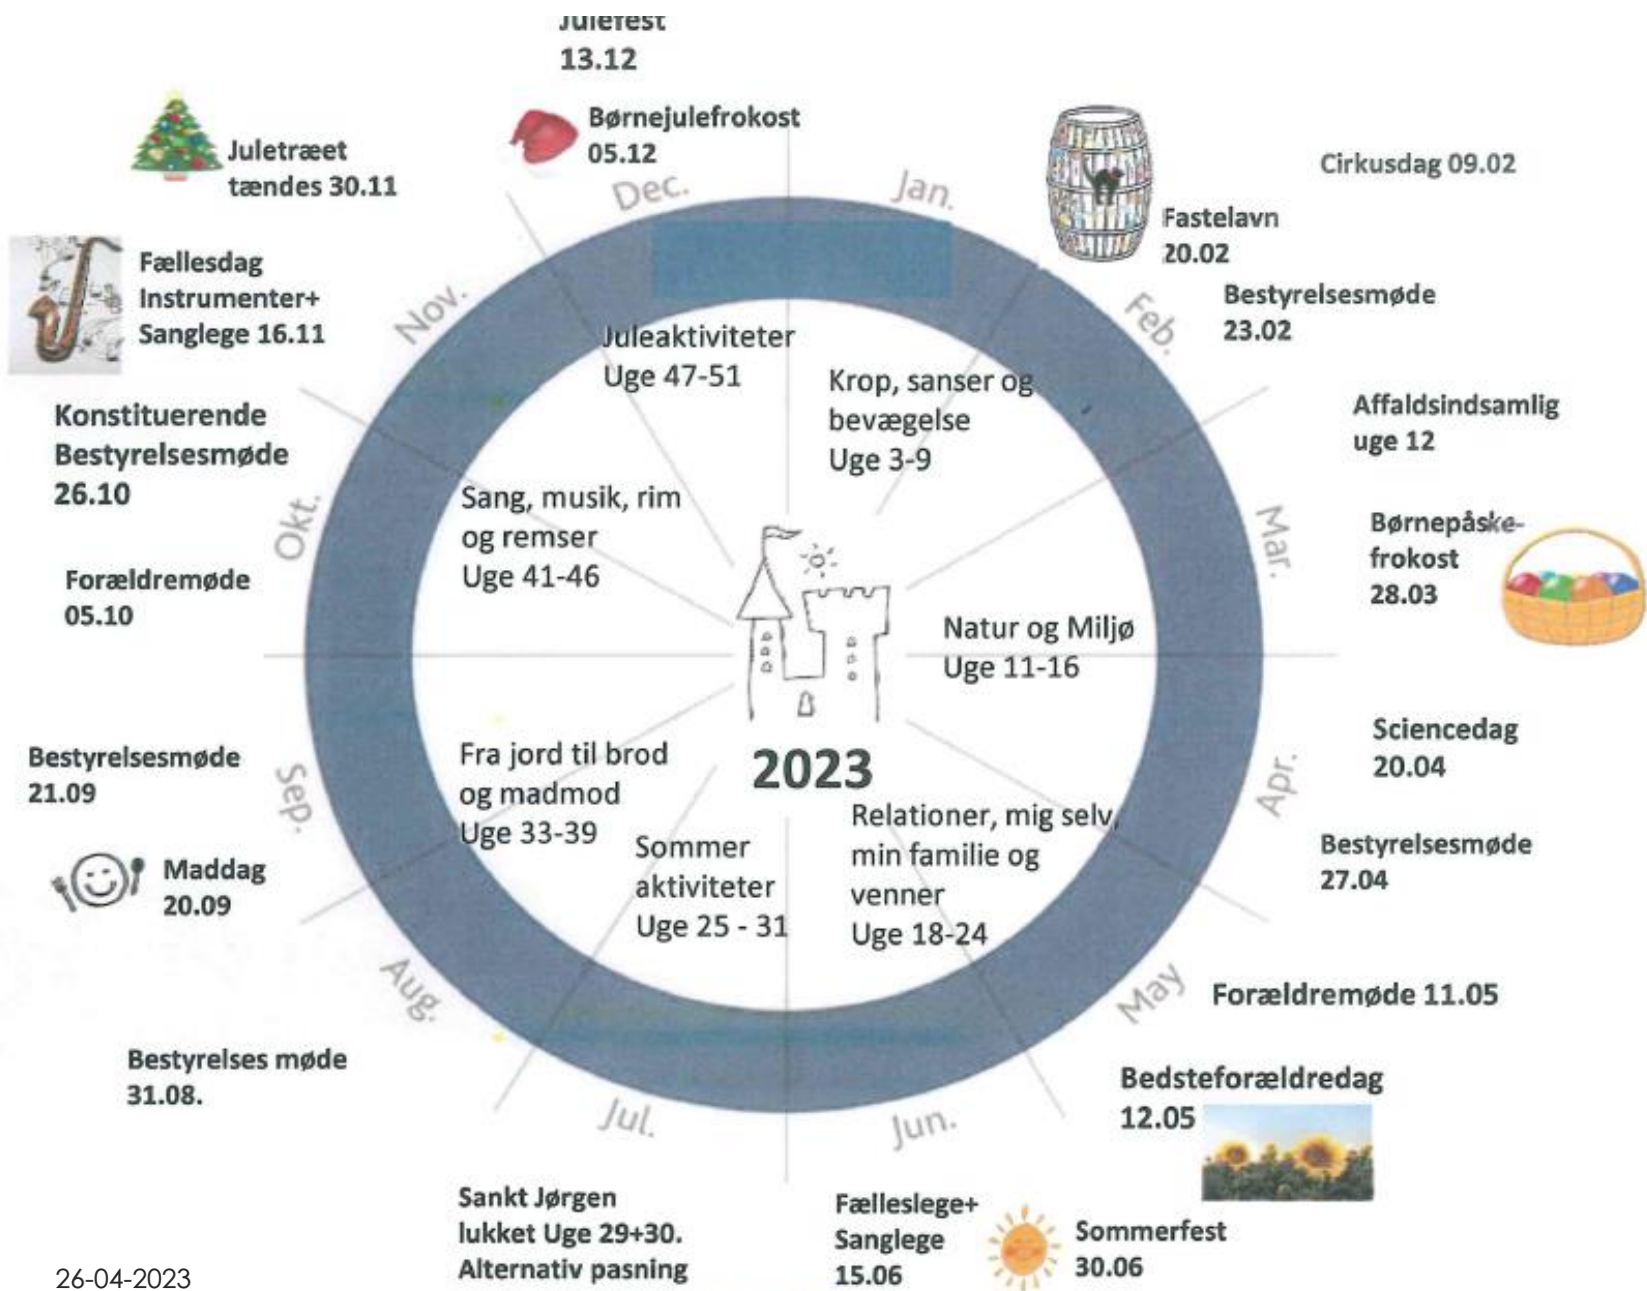 Julefest
13.12
Børnejulefrokost
05.12
Juletræet
tændes 30.11
Fællesdag
Instrumenter+
Sanglege 16.11
Konstituerende
Bestyrelsesmøde
26.10
Forældremøde
05.10
Bestyrelsesmøde
21.09
Maddag
20.09
Bestyrelses møde
31.08.
Sankt Jørgen
lukket Uge 29+30.
Alternativ pasning
Fælleslege+
Sanglege
15.06
Sommerfest
30.06
Bedsteforældredag
12.05
Forældremøde 11.05
Bestyrelsesmøde
27.04
Sciencedag
20.04
Børnepåske-
frokost
28.03
Affaldsindsamlig
uge 12
Bestyrelsesmøde
23.02
Fastelavn
20.02
Cirkusdag 09.02
Jan.
Feb.
Mar.
Apr.
May
Jun.
Jul.
Aug.
Sep.
Okt.
Nov.
Dec.
Juleaktiviteter
Uge 47-51
Krop, sanser og
bevægelse
Uge 3-9
Sang, musik, rim
og remser
Uge 41-46
Natur og Miljø
Uge 11-16
2023
Fra jord til brod
og madmod
Uge 33-39
Sommer
aktiviteter
Uge 25 - 31
Relationer, mig selv,
min familie og
venner
Uge 18-24
26-04-2023